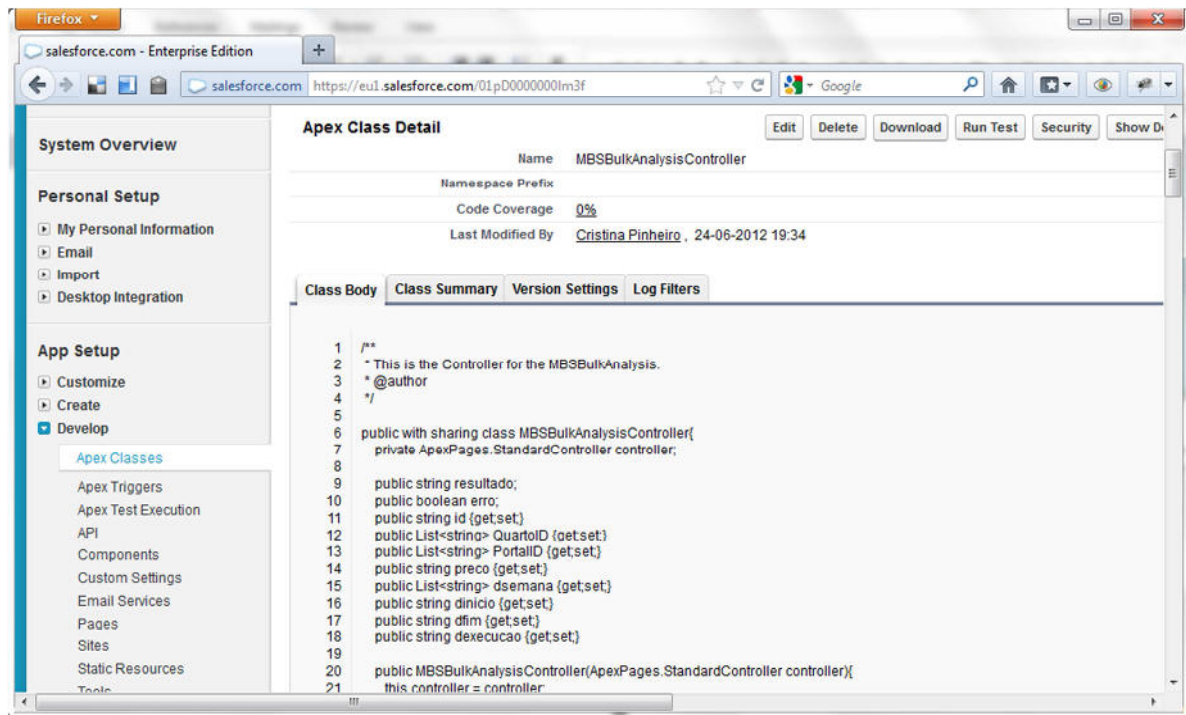 Firefox
salesforce.com - Enterprise Edition
+
salesforce.com https://eu1.salesforce.com/01pD0000000Im3f
Google
System Overview
Personal Setup
My Personal Information
Email
Import
Desktop Integration
App Setup
Customize
Create
Develop
Apex Classes
Apex Triggers
Apex Test Execution
API
Components
Custom Settings
Email Services
Pages
Sites
Static Resources
Tools
Apex Class Detail
Edit Delete Download Run Test Security Show De
Name MBSBulkAnalysisController
Namespace Prefix
Code Coverage 0%
Last Modified By Cristina Pinheiro , 24-06-2012 19:34
Class Body Class Summary Version Settings Log Filters
1 /**
2 * This is the Controller for the MBSBulkAnalysis.
3 * @author
4 */
5
6 public with sharing class MBSBulkAnalysisController{
7 private ApexPages.StandardController controller;
8
9 public string resultado;
10 public boolean erro;
11 public string id {get;set;}
12 public List<string> QuartoID {get;set;}
13 public List<string> PortalID {get;set;}
14 public string preco {get;set;}
15 public List<string> dsemana {get;set;}
16 public string dinicio {get;set;}
17 public string dfim {get;set;}
18 public string dexecucao {get;set;}
19
20 public MBSBulkAnalysisController(ApexPages.StandardController controller){
21 this.controller = controller;